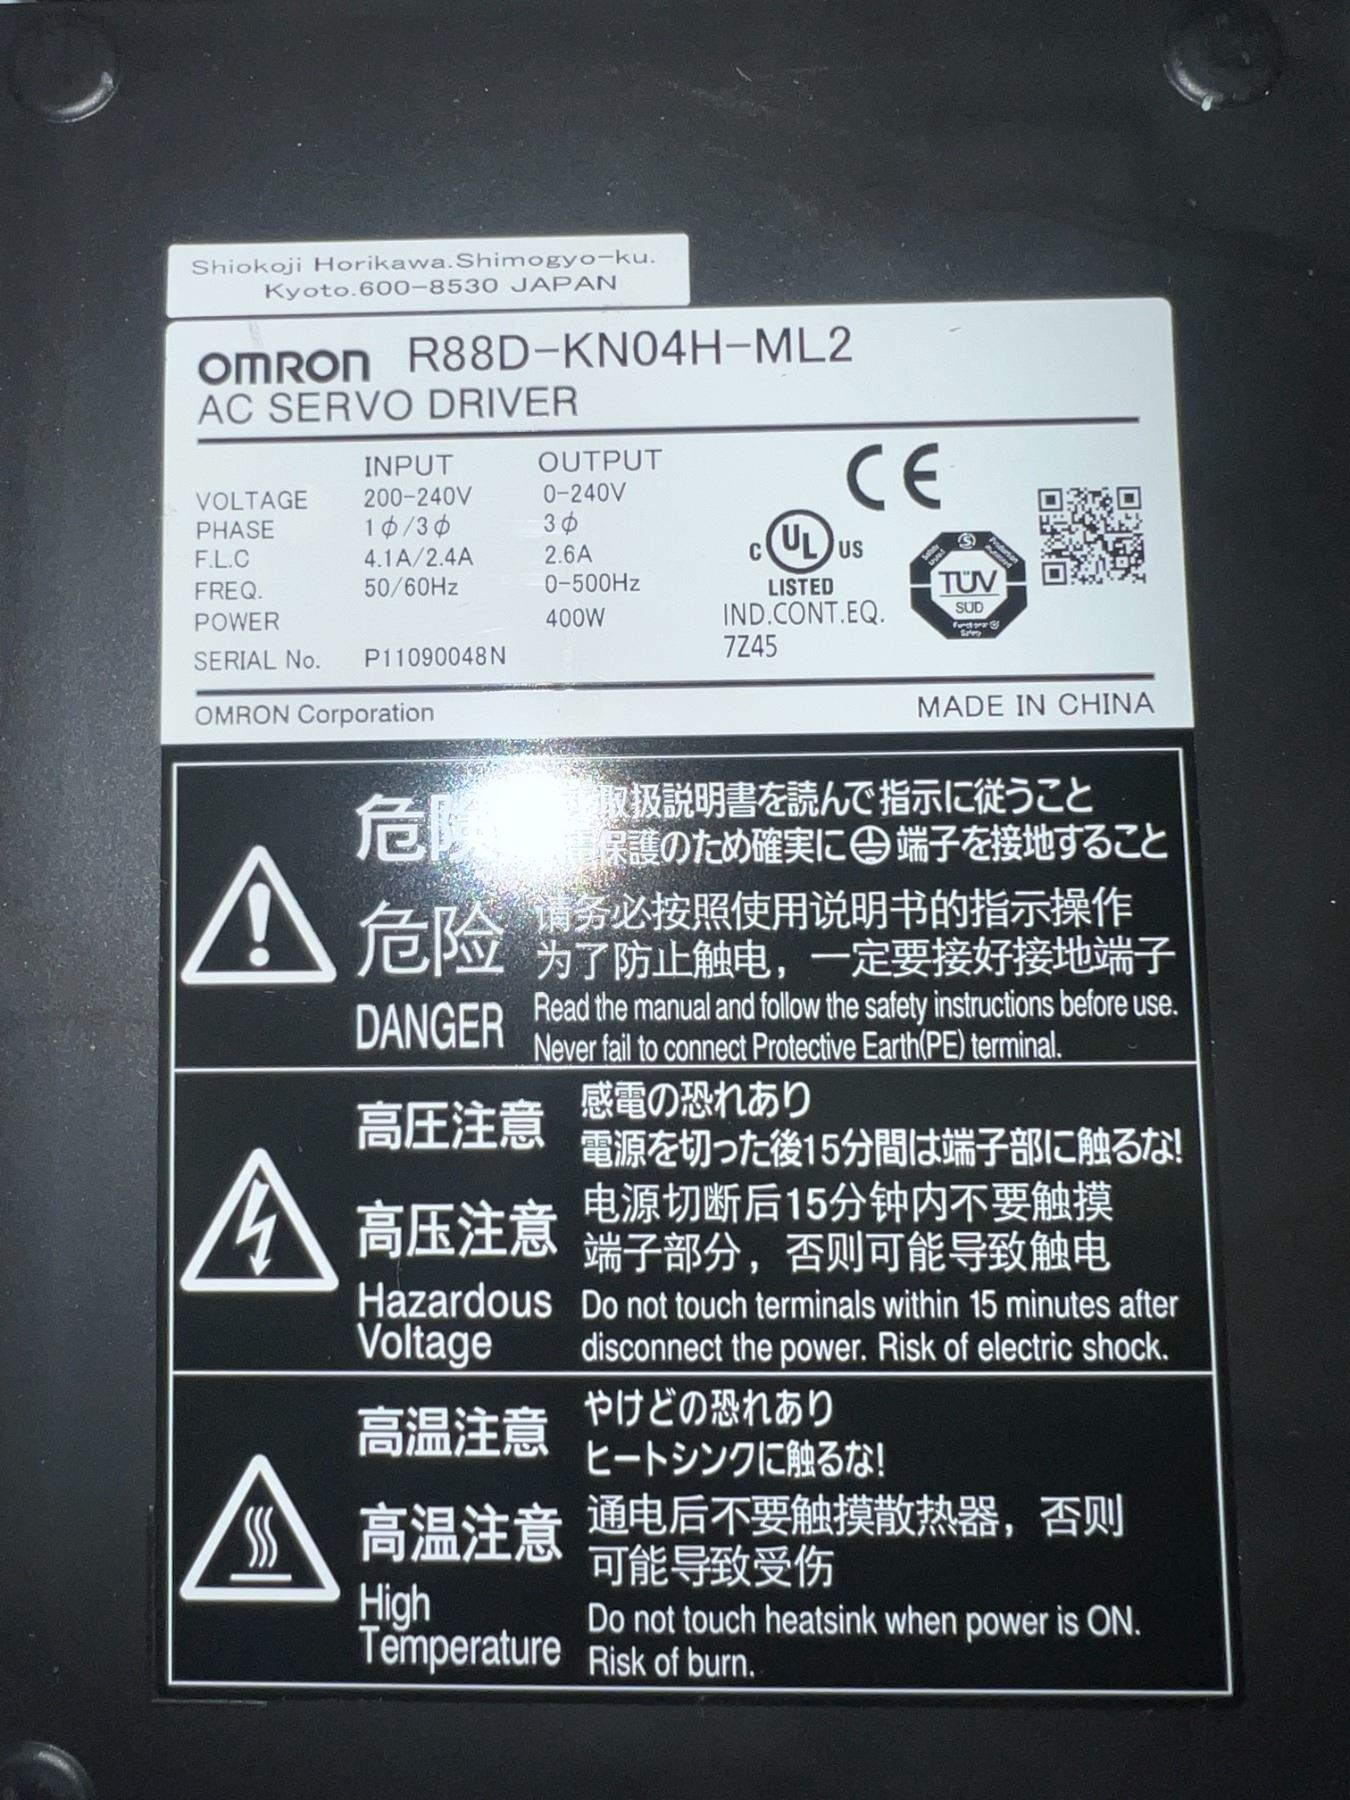 Shiokoji Horikawa.Shimogyo-ku.
Kyoto.600-8530 JAPAN
OMRON R88D-KN04H-ML2
AC SERVO DRIVER
INPUT OUTPUT
VOLTAGE 200-240V 0-240V
PHASE 1φ/3φ 3φ
F.L.C 4.1A/2.4A 2.6A
FREQ. 50/60Hz 0-500Hz
POWER 400W
SERIAL No. P11090048N
CE
C UL US
LISTED
IND.CONT.EQ.
7Z45
TÜV
SÜD
OMRON Corporation MADE IN CHINA
危 取扱説明書を読んで指示に従うこと
保護のため確実に端子を接地すること
危险 请务必按照使用说明书的指示操作
为了防止触电，一定要接好接地端子
DANGER Read the manual and follow the safety instructions before use.
Never fail to connect Protective Earth(PE) terminal.
高圧注意 感電の恐れあり
電源を切った後15分間は端子部に触るな!
高压注意 电源切断后15分钟内不要触摸
端子部分，否则可能导致触电
Hazardous Voltage Do not touch terminals within 15 minutes after
disconnect the power. Risk of electric shock.
高温注意 やけどの恐れあり
ヒートシンクに触るな!
高温注意 通电后不要触摸散热器，否则
可能导致受伤
High Temperature Do not touch heatsink when power is ON.
Risk of burn.